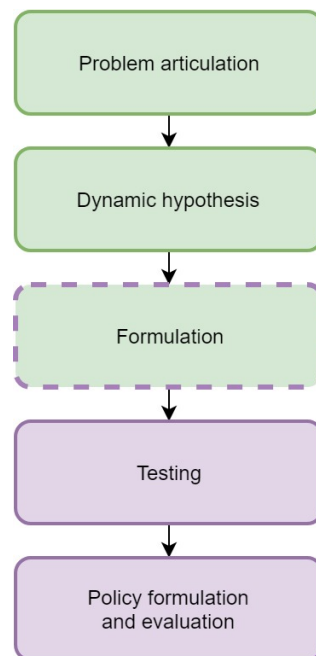 Problem articulation
Dynamic hypothesis
Formulation
Testing
Policy formulation
and evaluation